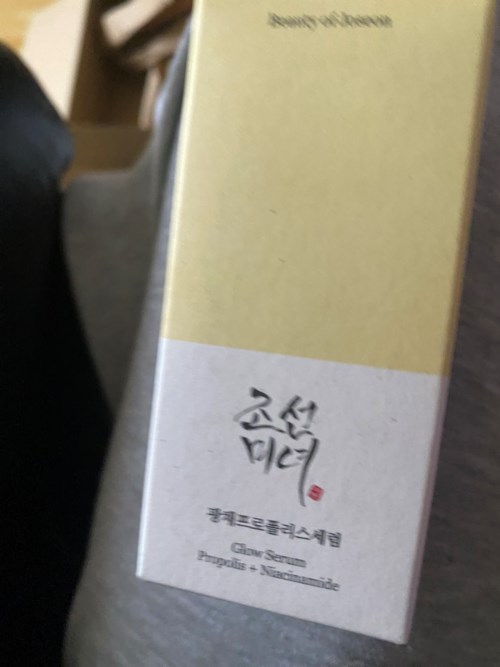 Beauty of Joseon
조선
미녀
광채프로폴리스세럼
Glow Serum
Propolis + Niacinamide